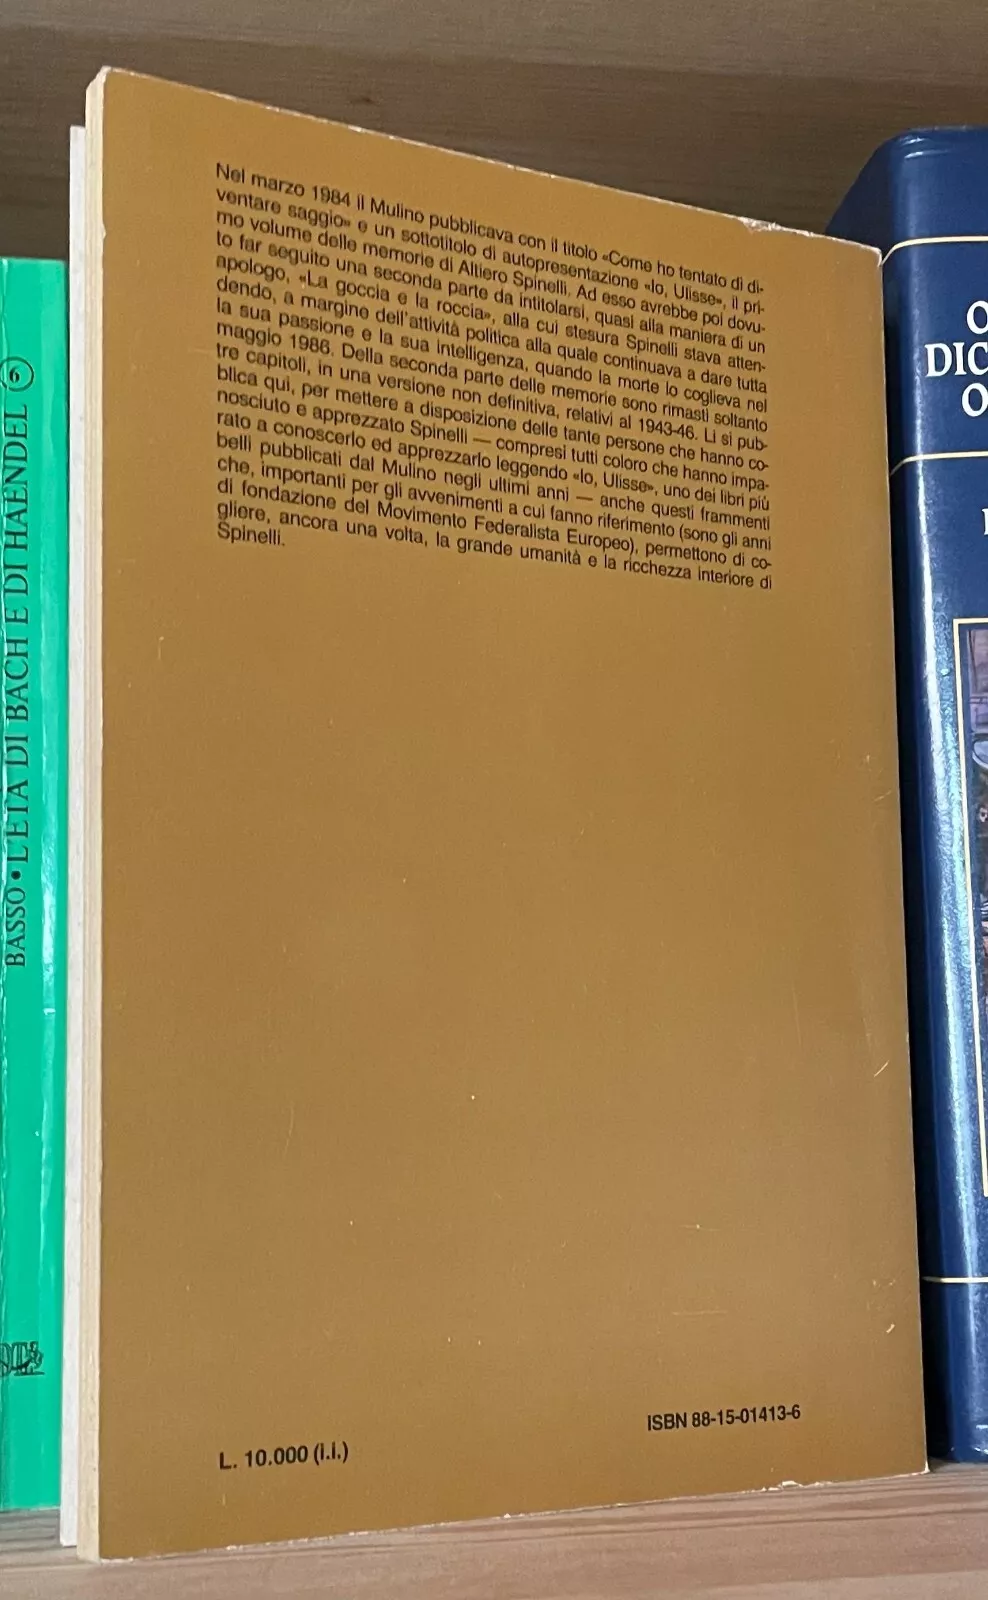 Nel marzo 1984 il Mulino pubblicava con il titolo «Come ho tentato di di-
ventare saggio» e un sottotitolo di autopresentazione «Io, Ulisse», il pri-
mo volume delle memorie di Altiero Spinelli. Ad esso avrebbe poi dovu-
to far seguito una seconda parte da intitolarsi, quasi alla maniera di un
apologo, «La goccia e la roccia», alla cui stesura Spinelli stava atten-
dendo, a margine dell'attività politica alla quale continuava a dare tutta
la sua passione e la sua intelligenza, quando la morte lo coglieva nel
maggio 1986. Della seconda parte delle memorie sono rimasti soltanto
tre capitoli, in una versione non definitiva, relativi al 1943-46. Li si pub-
blica qui, per mettere a disposizione delle tante persone che hanno co-
nosciuto e apprezzato Spinelli — compresi tutti coloro che hanno impa-
rato a conoscerlo ed apprezzarlo leggendo «Io, Ulisse», uno dei libri più
belli pubblicati dal Mulino negli ultimi anni — anche questi frammenti
che, importanti per gli avvenimenti a cui fanno riferimento (sono gli anni
di fondazione del Movimento Federalista Europeo), permettono di co-
gliere, ancora una volta, la grande umanità e la ricchezza interiore di
Spinelli.
L. 10.000 (i.i.)
ISBN 88-15-01413-6
BASSO • L'ETÀ DI BACH E DI HAENDEL 6
O
DIC
O